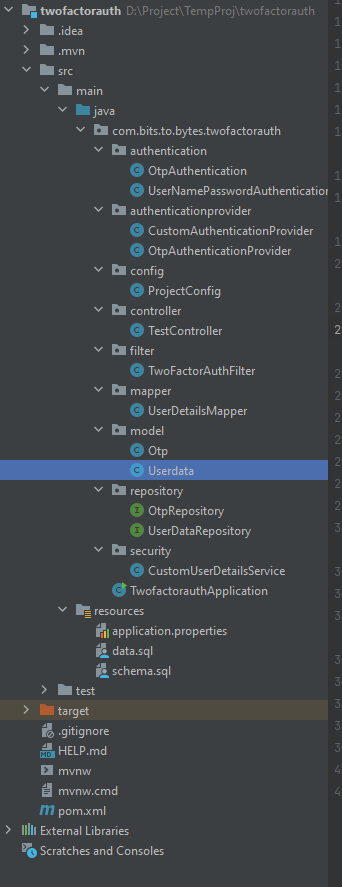 twofactorauth D:\Project\TempProj\twofactorauth
.idea
.mvn
src
main
java
com.bits.to.bytes.twofactorauth
authentication
OtpAuthentication
UserNamePasswordAuthentication
authenticationprovider
CustomAuthenticationProvider
OtpAuthenticationProvider
config
ProjectConfig
controller
TestController
filter
TwoFactorAuthFilter
mapper
UserDetailsMapper
model
Otp
Userdata
repository
OtpRepository
UserDataRepository
security
CustomUserDetailsService
TwofactorauthApplication
resources
application.properties
data.sql
schema.sql
test
target
.gitignore
HELP.md
mvnw
mvnw.cmd
pom.xml
External Libraries
Scratches and Consoles